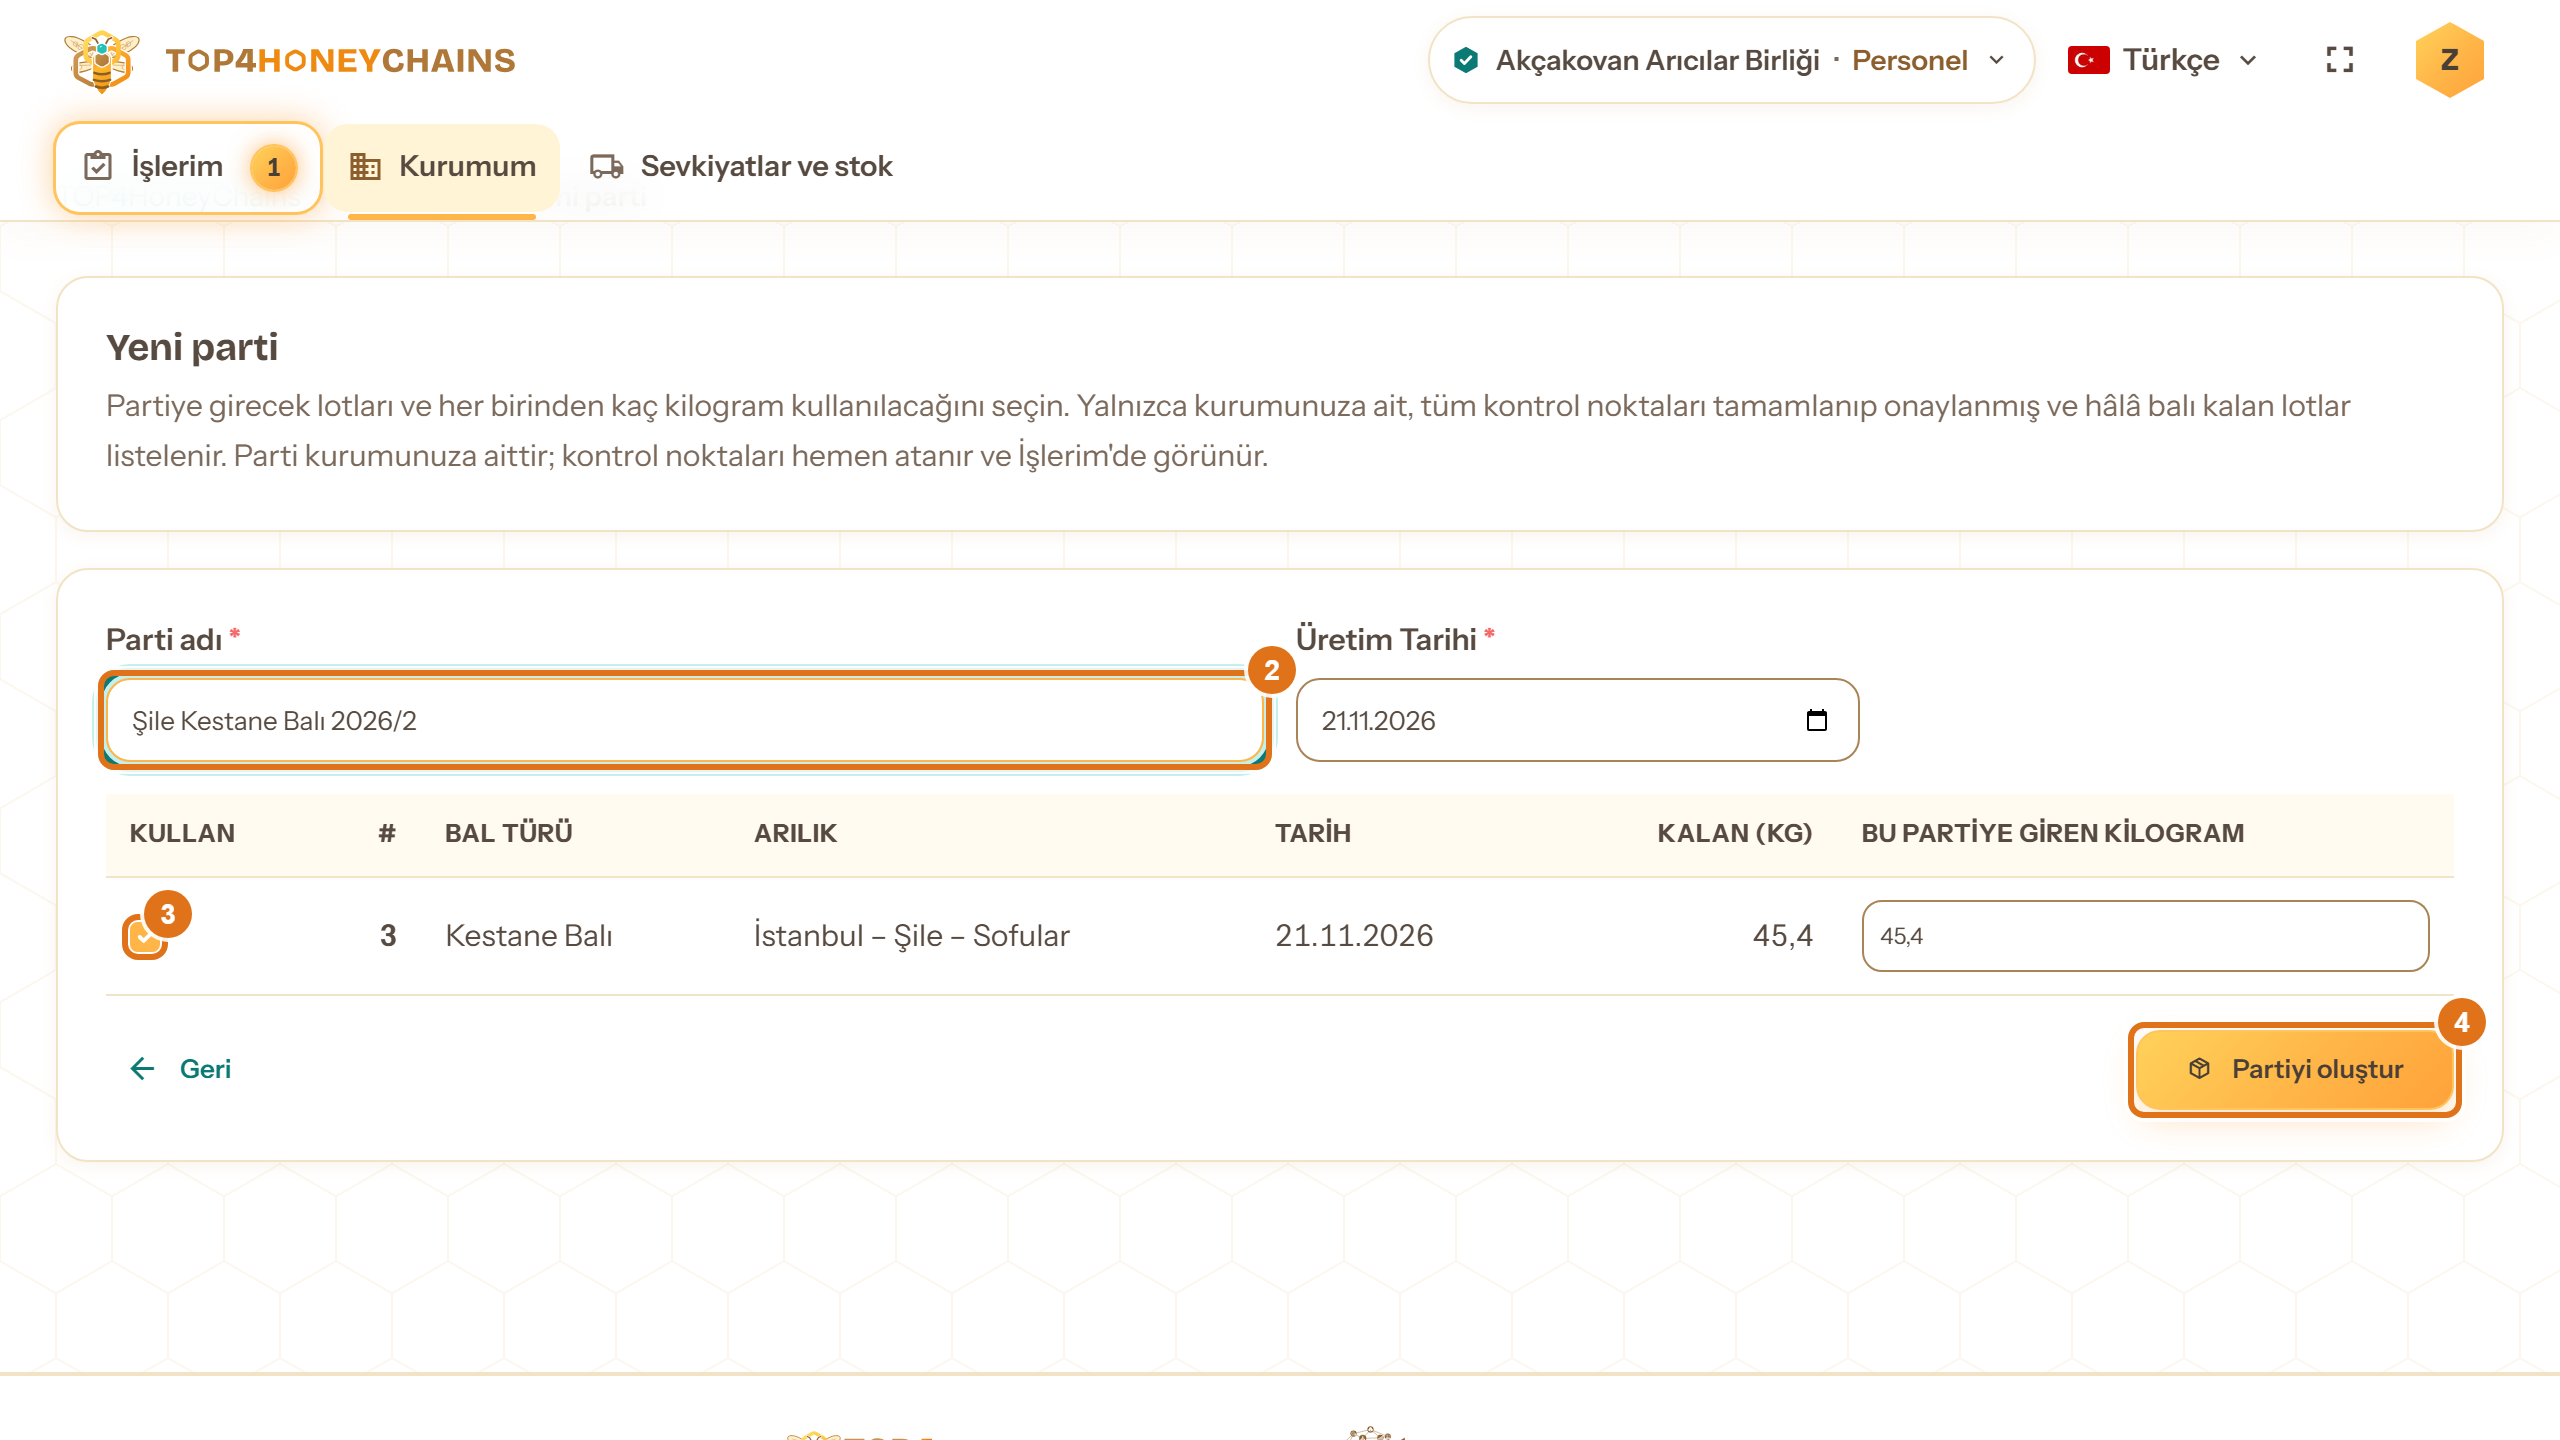 TOP4HONEYCHAINS
Akçakovan Arıcılar Birliği · Personel
Türkçe
Z
İşlerim 1
Kurumum
Sevkiyatlar ve stok
Yeni parti
Partiye girecek lotları ve her birinden kaç kilogram kullanılacağını seçin. Yalnızca kurumunuza ait, tüm kontrol noktaları tamamlanıp onaylanmış ve hâlâ balı kalan lotlar
listelenir. Parti kurumunuza aittir; kontrol noktaları hemen atanır ve İşlerim'de görünür.
Parti adı *
Üretim Tarihi *
2
Şile Kestane Balı 2026/2
21.11.2026
KULLAN # BAL TÜRÜ ARILIK TARİH KALAN (KG) BU PARTİYE GİREN KİLOGRAM
3
3 Kestane Balı İstanbul – Şile – Sofular 21.11.2026 45,4 45,4
4
Geri
Partiyi oluştur